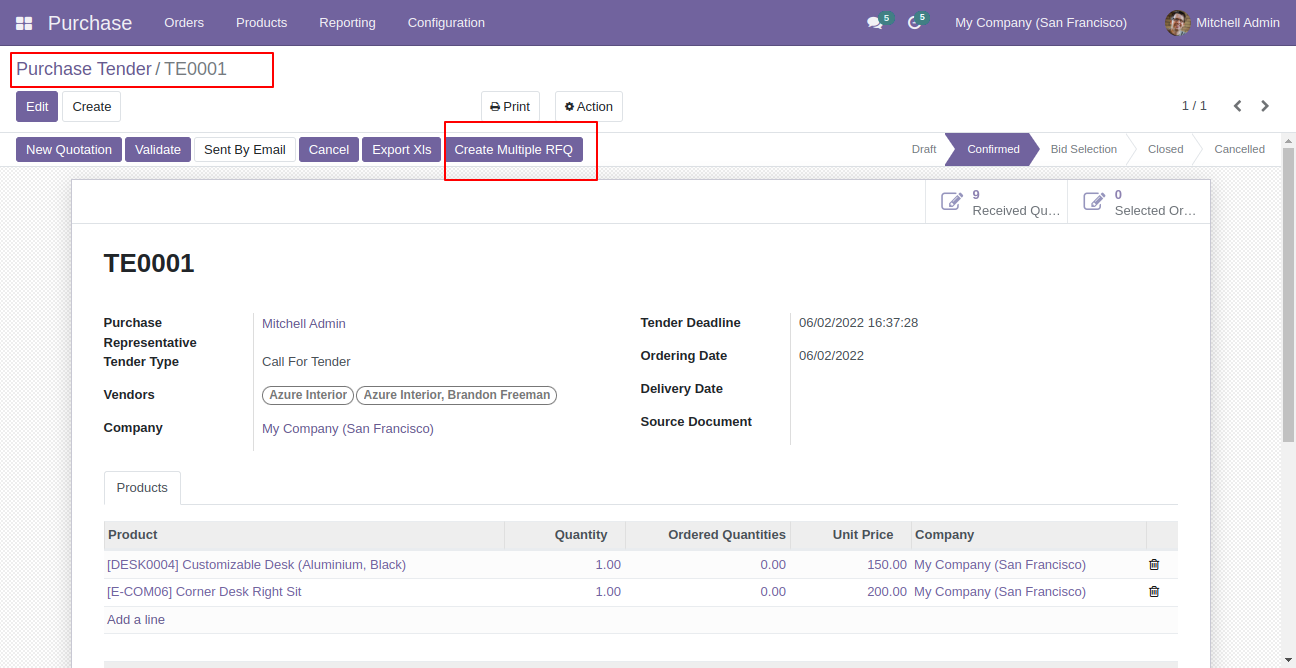 Purchase Orders Products Reporting Configuration 5 5 My Company (San Francisco) Mitchell Admin
Purchase Tender / TE0001
Edit Create Print Action 1 / 1
New Quotation Validate Sent By Email Cancel Export Xls Create Multiple RFQ Draft Confirmed Bid Selection Closed Cancelled
9 0
Received Qu... Selected Or...
TE0001
Purchase Representative Mitchell Admin Tender Deadline 06/02/2022 16:37:28
Tender Type Call For Tender Ordering Date 06/02/2022
Vendors Azure Interior Azure Interior, Brandon Freeman Delivery Date
Company My Company (San Francisco) Source Document
Products
Product Quantity Ordered Quantities Unit Price Company
[DESK0004] Customizable Desk (Aluminium, Black) 1.00 0.00 150.00 My Company (San Francisco)
[E-COM06] Corner Desk Right Sit 1.00 0.00 200.00 My Company (San Francisco)
Add a line